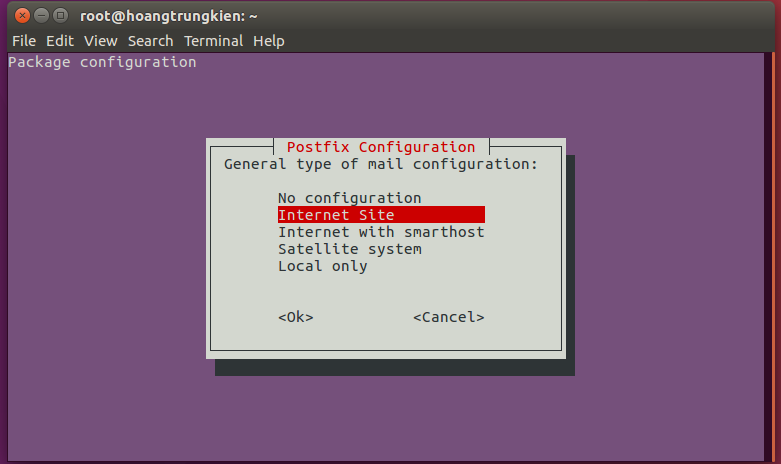 root@hoangtrungkien: ~
File Edit View Search Terminal Help
Package configuration
Postfix Configuration
General type of mail configuration:
No configuration
Internet Site
Internet with smarthost
Satellite system
Local only
<Ok> <Cancel>